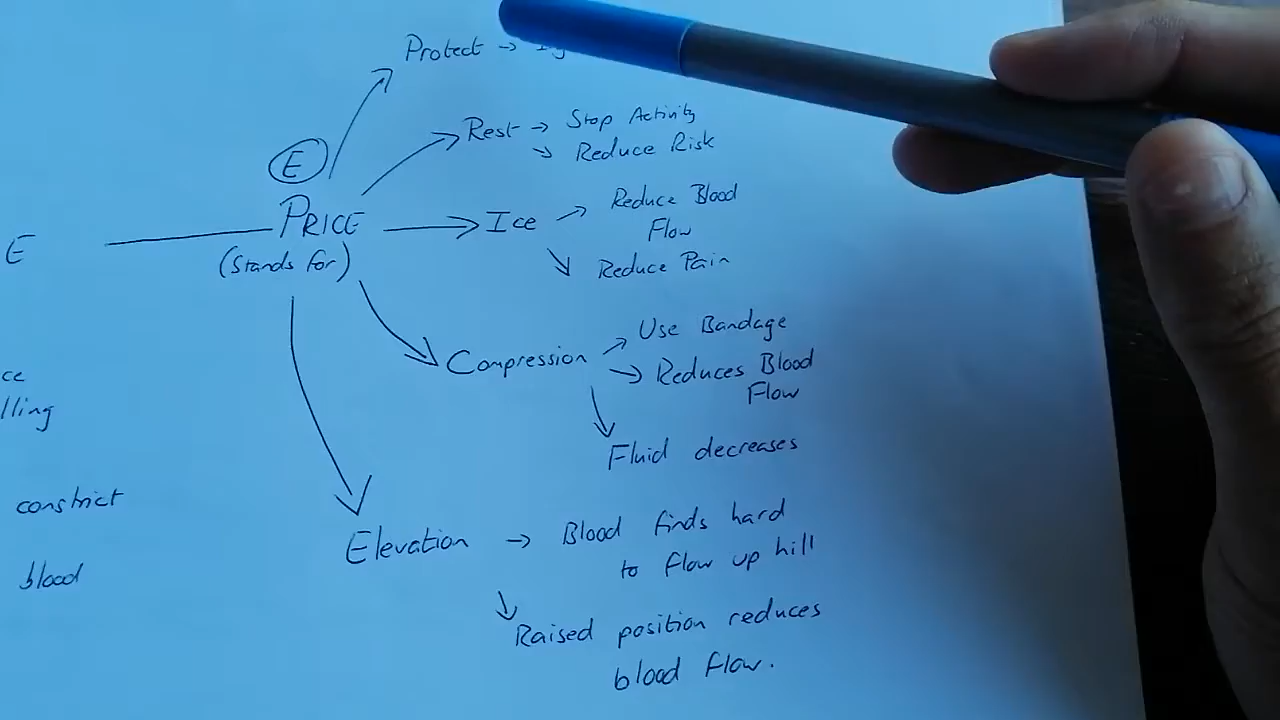 Protect →
Rest → Stop Activity
→ Reduce Risk
E
PRICE
(Stands for)
E
Ice → Reduce Blood
Flow
Reduce Pain
Compression → Use Bandage
→ Reduces Blood
Flow
Fluid decreases
ce
lling
constrict
blood
Elevation → Blood finds hard
to flow up hill
Raised position reduces
blood flow.